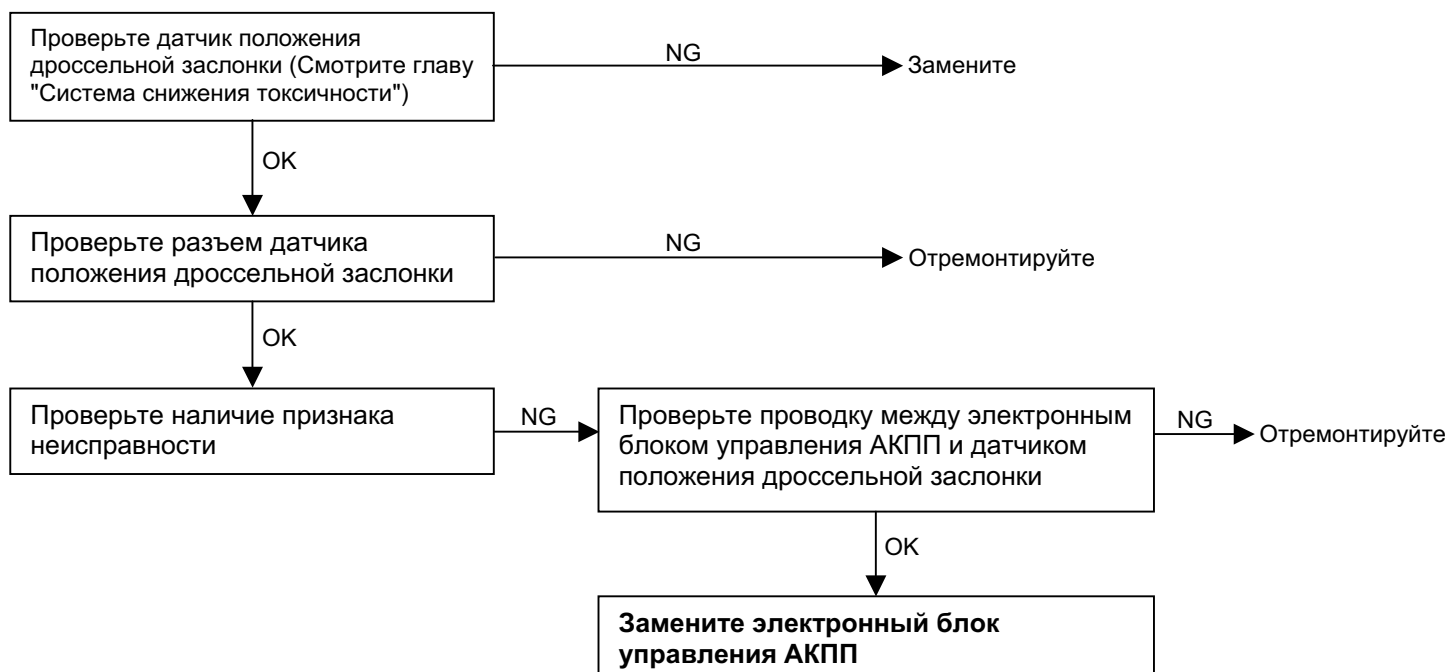 Проверьте датчик положения
дроссельной заслонки (Смотрите главу
"Система снижения токсичности")
NG
Замените
OK
Проверьте разъем датчика
положения дроссельной заслонки
NG
Отремонтируйте
OK
Проверьте наличие признака
неисправности
NG
Проверьте проводку между электронным
блоком управления АКПП и датчиком
положения дроссельной заслонки
NG
Отремонтируйте
OK
Замените электронный блок
управления АКПП